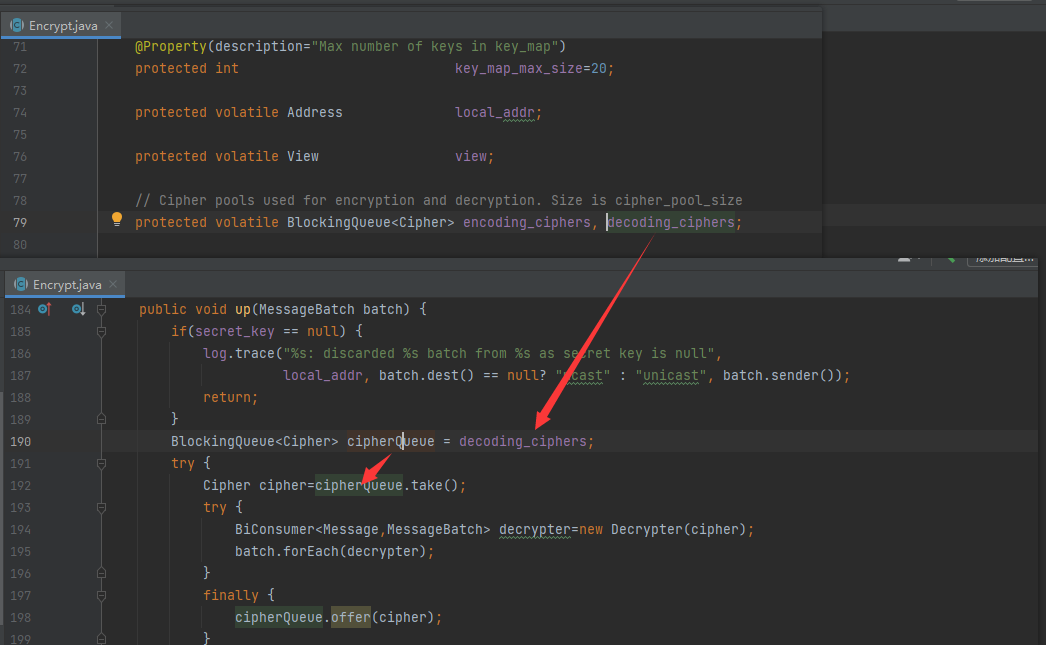 Encrypt.java
71 @Property(description="Max number of keys in key_map")
72 protected int key_map_max_size=20;
73
74 protected volatile Address local_addr;
75
76 protected volatile View view;
77
78 // Cipher pools used for encryption and decryption. Size is cipher_pool_size
79 protected volatile BlockingQueue<Cipher> encoding_ciphers, decoding_ciphers;
80
Encrypt.java
184 public void up(MessageBatch batch) {
185 if(secret_key == null) {
186 log.trace("%s: discarded %s batch from %s as secret key is null",
187 local_addr, batch.dest() == null? "mcast" : "unicast", batch.sender());
188 return;
189 }
190 BlockingQueue<Cipher> cipherQueue = decoding_ciphers;
191 try {
192 Cipher cipher=cipherQueue.take();
193 try {
194 BiConsumer<Message,MessageBatch> decrypter=new Decrypter(cipher);
195 batch.forEach(decrypter);
196 }
197 finally {
198 cipherQueue.offer(cipher);
199 }